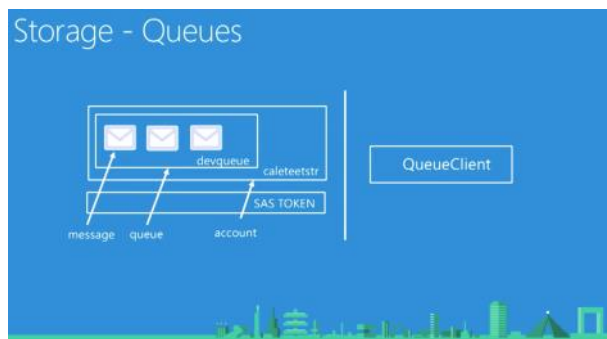 Storage - Queues
devqueue
caleteetstr
QueueClient
SAS TOKEN
message queue account